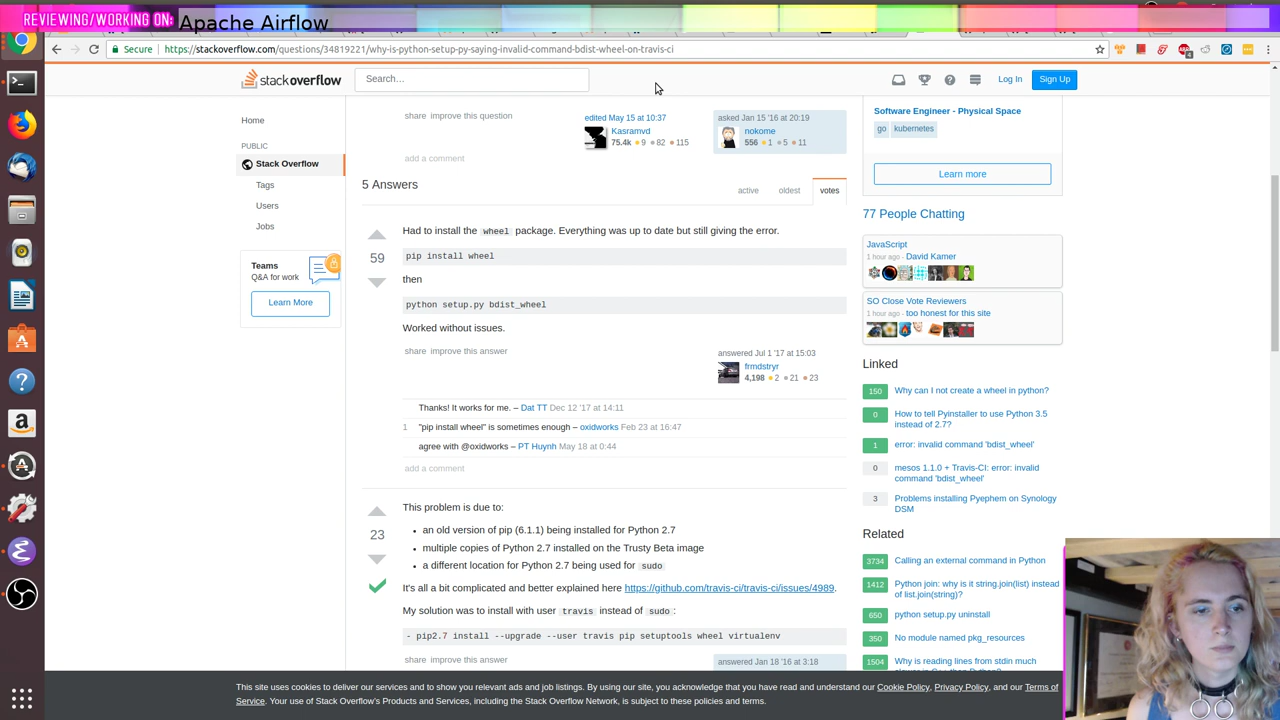 REVIEWING/WORKING ON: Apache Airflow
Secure https://stackoverflow.com/questions/34819221/why-is-python-setup-py-saying-invalid-command-bdist-wheel-on-travis-ci
stackoverflow
Search…
Log In
Sign Up
Home
PUBLIC
Stack Overflow
Tags
Users
Jobs
Teams
Q&A for work
Learn More
share improve this question
edited May 15 at 10:37
Kasramvd
75.4k 9 82 115
asked Jan 15 '16 at 20:19
nokome
556 1 5 11
add a comment
5 Answers
active oldest votes
Had to install the wheel package. Everything was up to date but still giving the error.
59
pip install wheel
then
python setup.py bdist_wheel
Worked without issues.
share improve this answer
answered Jul 1 '17 at 15:03
frmdstryr
4,198 2 21 23
Thanks! It works for me. – Dat TT Dec 12 '17 at 14:11
1 "pip install wheel" is sometimes enough – oxidworks Feb 23 at 16:47
agree with @oxidworks – PT Huynh May 18 at 0:44
add a comment
This problem is due to:
23
an old version of pip (6.1.1) being installed for Python 2.7
multiple copies of Python 2.7 installed on the Trusty Beta image
a different location for Python 2.7 being used for sudo
It's all a bit complicated and better explained here https://github.com/travis-ci/travis-ci/issues/4989.
My solution was to install with user travis instead of sudo :
- pip2.7 install --upgrade --user travis pip setuptools wheel virtualenv
share improve this answer
answered Jan 18 '16 at 3:18
Software Engineer - Physical Space
go kubernetes
Learn more
77 People Chatting
JavaScript
1 hour ago - David Kamer
SO Close Vote Reviewers
1 hour ago - too honest for this site
Linked
150 Why can I not create a wheel in python?
0 How to tell Pyinstaller to use Python 3.5
instead of 2.7?
1 error: invalid command 'bdist_wheel'
0 mesos 1.1.0 + Travis-CI: error: invalid
command 'bdist_wheel'
3 Problems installing Pyephem on Synology
DSM
Related
3734 Calling an external command in Python
1412 Python join: why is it string.join(list) instead
of list.join(string)?
650 python setup.py uninstall
350 No module named pkg_resources
1504 Why is reading lines from stdin much
This site uses cookies to deliver our services and to show you relevant ads and job listings. By using our site, you acknowledge that you have read and understand our Cookie Policy, Privacy Policy, and our Terms of
Service. Your use of Stack Overflow's Products and Services, including the Stack Overflow Network, is subject to these policies and terms.